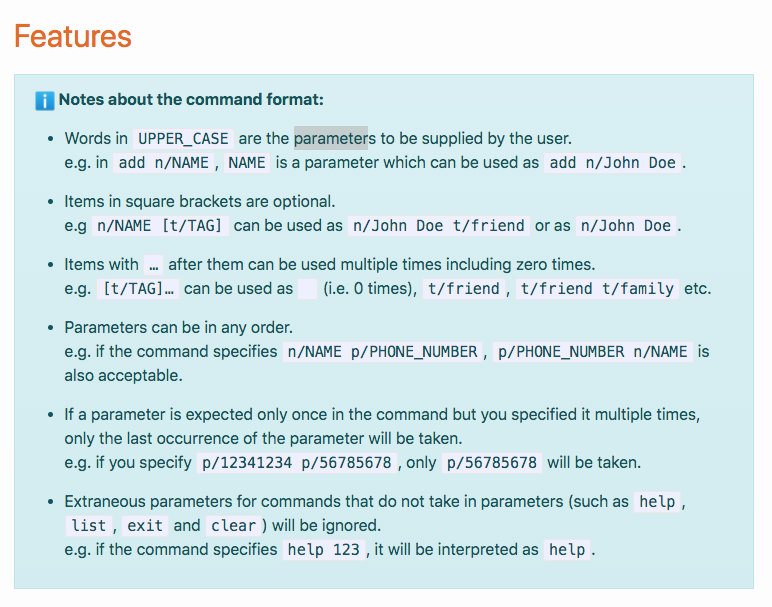 Features
Notes about the command format:
Words in UPPER_CASE are the parameters to be supplied by the user.
e.g. in add n/NAME, NAME is a parameter which can be used as add n/John Doe.
Items in square brackets are optional.
e.g n/NAME [t/TAG] can be used as n/John Doe t/friend or as n/John Doe.
Items with … after them can be used multiple times including zero times.
e.g. [t/TAG]… can be used as (i.e. 0 times), t/friend, t/friend t/family etc.
Parameters can be in any order.
e.g. if the command specifies n/NAME p/PHONE_NUMBER, p/PHONE_NUMBER n/NAME is
also acceptable.
If a parameter is expected only once in the command but you specified it multiple times,
only the last occurrence of the parameter will be taken.
e.g. if you specify p/12341234 p/56785678, only p/56785678 will be taken.
Extraneous parameters for commands that do not take in parameters (such as help,
list, exit and clear) will be ignored.
e.g. if the command specifies help 123, it will be interpreted as help.